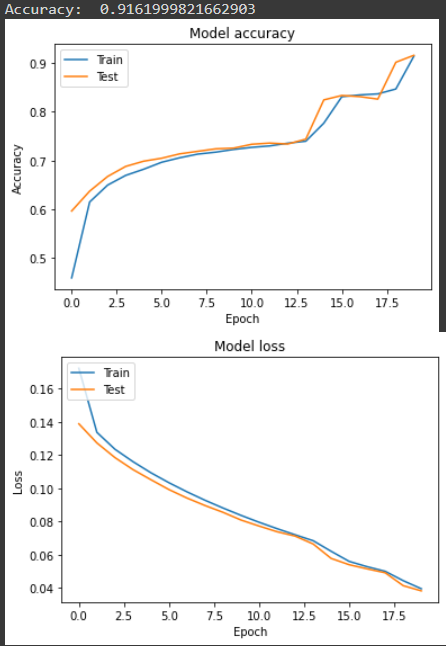 Accuracy:  0.9161999821662903
Model accuracy
Train
Test
0.9
0.8
0.7
0.6
0.5
Accuracy
0.0 2.5 5.0 7.5 10.0 12.5 15.0 17.5
Epoch
Model loss
Train
Test
0.16
0.14
0.12
0.10
0.08
0.06
0.04
Loss
0.0 2.5 5.0 7.5 10.0 12.5 15.0 17.5
Epoch